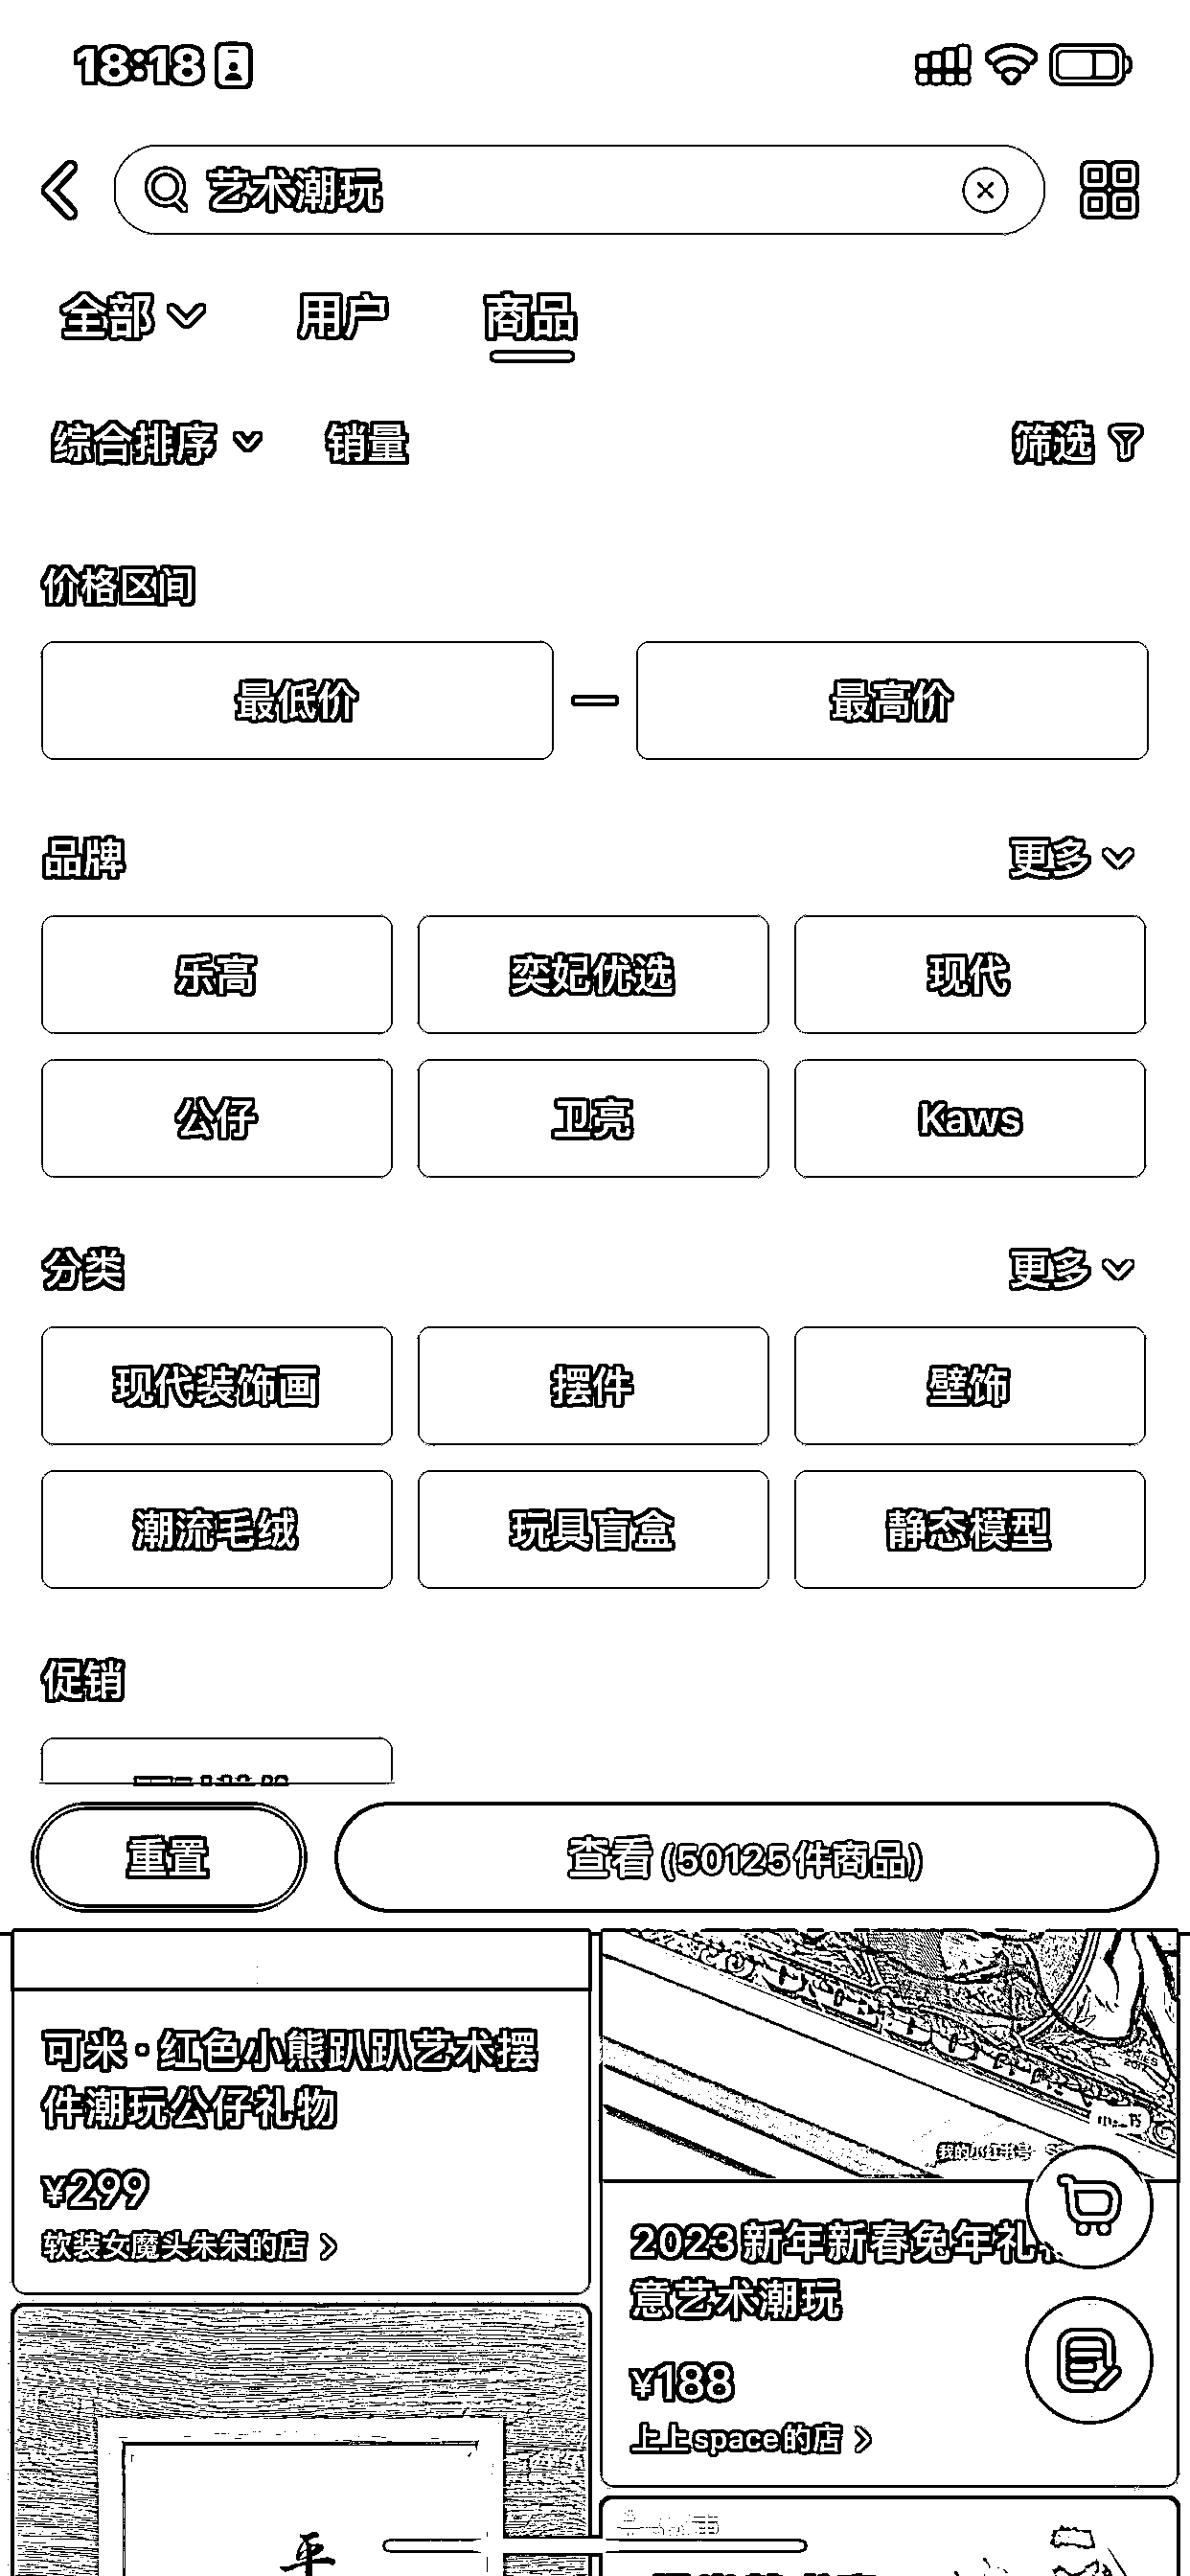 18:18
艺术潮玩
全部 用户 商品
综合排序 销量 筛选
价格区间
最低价 — 最高价
品牌 更多
乐高 奕妃优选 现代
公仔 卫亮 Kaws
分类 更多
现代装饰画 摆件 壁饰
潮流毛绒 玩具盲盒 静态模型
促销
重置 查看 (50125件商品)
可米·红色小熊趴趴艺术摆
件潮玩公仔礼物
¥299
软装女魔头朱朱的店
我的小红书号
2023新年新春兔年礼
意艺术潮玩
¥188
上上space的店
平